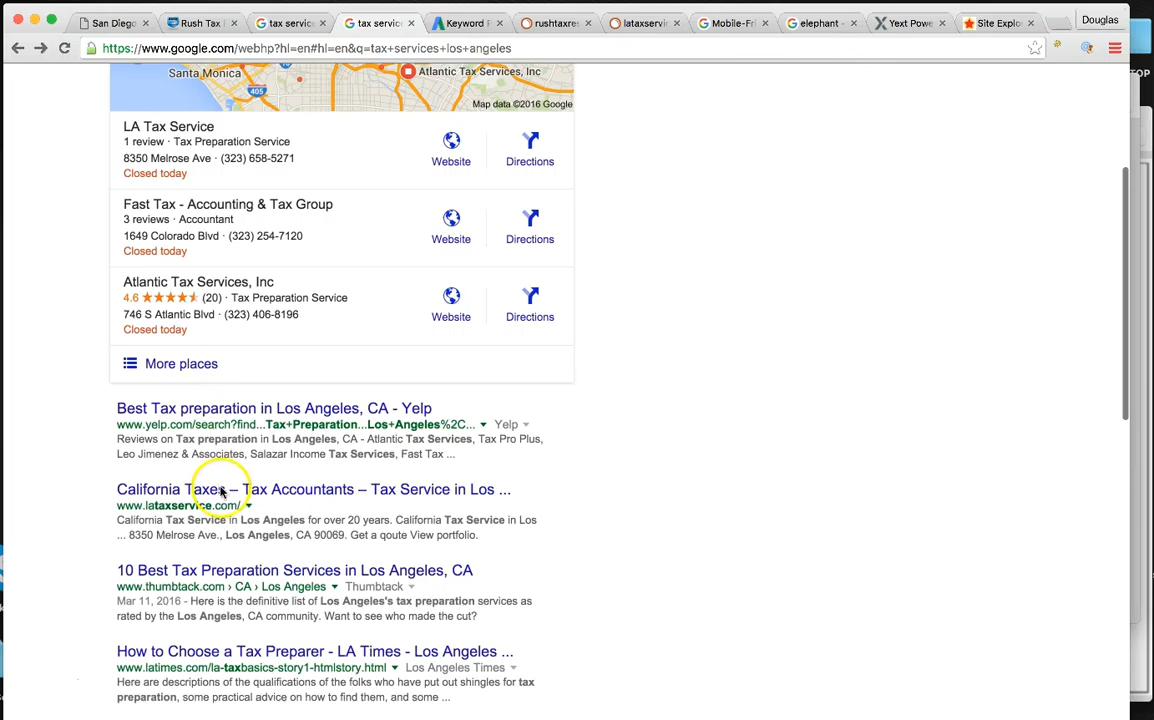 San Diego
Rush Tax
tax service
tax service
Keyword P
rushtaxres
lataxservic
Mobile-Fri
elephant -
Yext Powe
Site Explo
Douglas
https://www.google.com/webhp?hl=en#hl=en&q=tax+services+los+angeles
Santa Monica
405
Atlantic Tax Services, Inc
Map data ©2016 Google
LA Tax Service
1 review · Tax Preparation Service
8350 Melrose Ave · (323) 658-5271
Closed today
Website
Directions
Fast Tax - Accounting & Tax Group
3 reviews · Accountant
1649 Colorado Blvd · (323) 254-7120
Closed today
Website
Directions
Atlantic Tax Services, Inc
4.6 (20) · Tax Preparation Service
746 S Atlantic Blvd · (323) 406-8196
Closed today
Website
Directions
More places
Best Tax preparation in Los Angeles, CA - Yelp
www.yelp.com/search?find...Tax+Preparation...Los+Angeles%2C... Yelp
Reviews on Tax preparation in Los Angeles, CA - Atlantic Tax Services, Tax Pro Plus,
Leo Jimenez & Associates, Salazar Income Tax Services, Fast Tax ...
California Taxes – Tax Accountants – Tax Service in Los ...
www.lataxservice.com/
California Tax Service in Los Angeles for over 20 years. California Tax Service in Los
... 8350 Melrose Ave., Los Angeles, CA 90069. Get a qoute View portfolio.
10 Best Tax Preparation Services in Los Angeles, CA
www.thumbtack.com › CA › Los Angeles Thumbtack
Mar 11, 2016 - Here is the definitive list of Los Angeles's tax preparation services as
rated by the Los Angeles, CA community. Want to see who made the cut?
How to Choose a Tax Preparer - LA Times - Los Angeles ...
www.latimes.com/la-taxbasics-story1-htmlstory.html Los Angeles Times
Here are descriptions of the qualifications of the folks who have put out shingles for tax
preparation, some practical advice on how to find them, and some ...